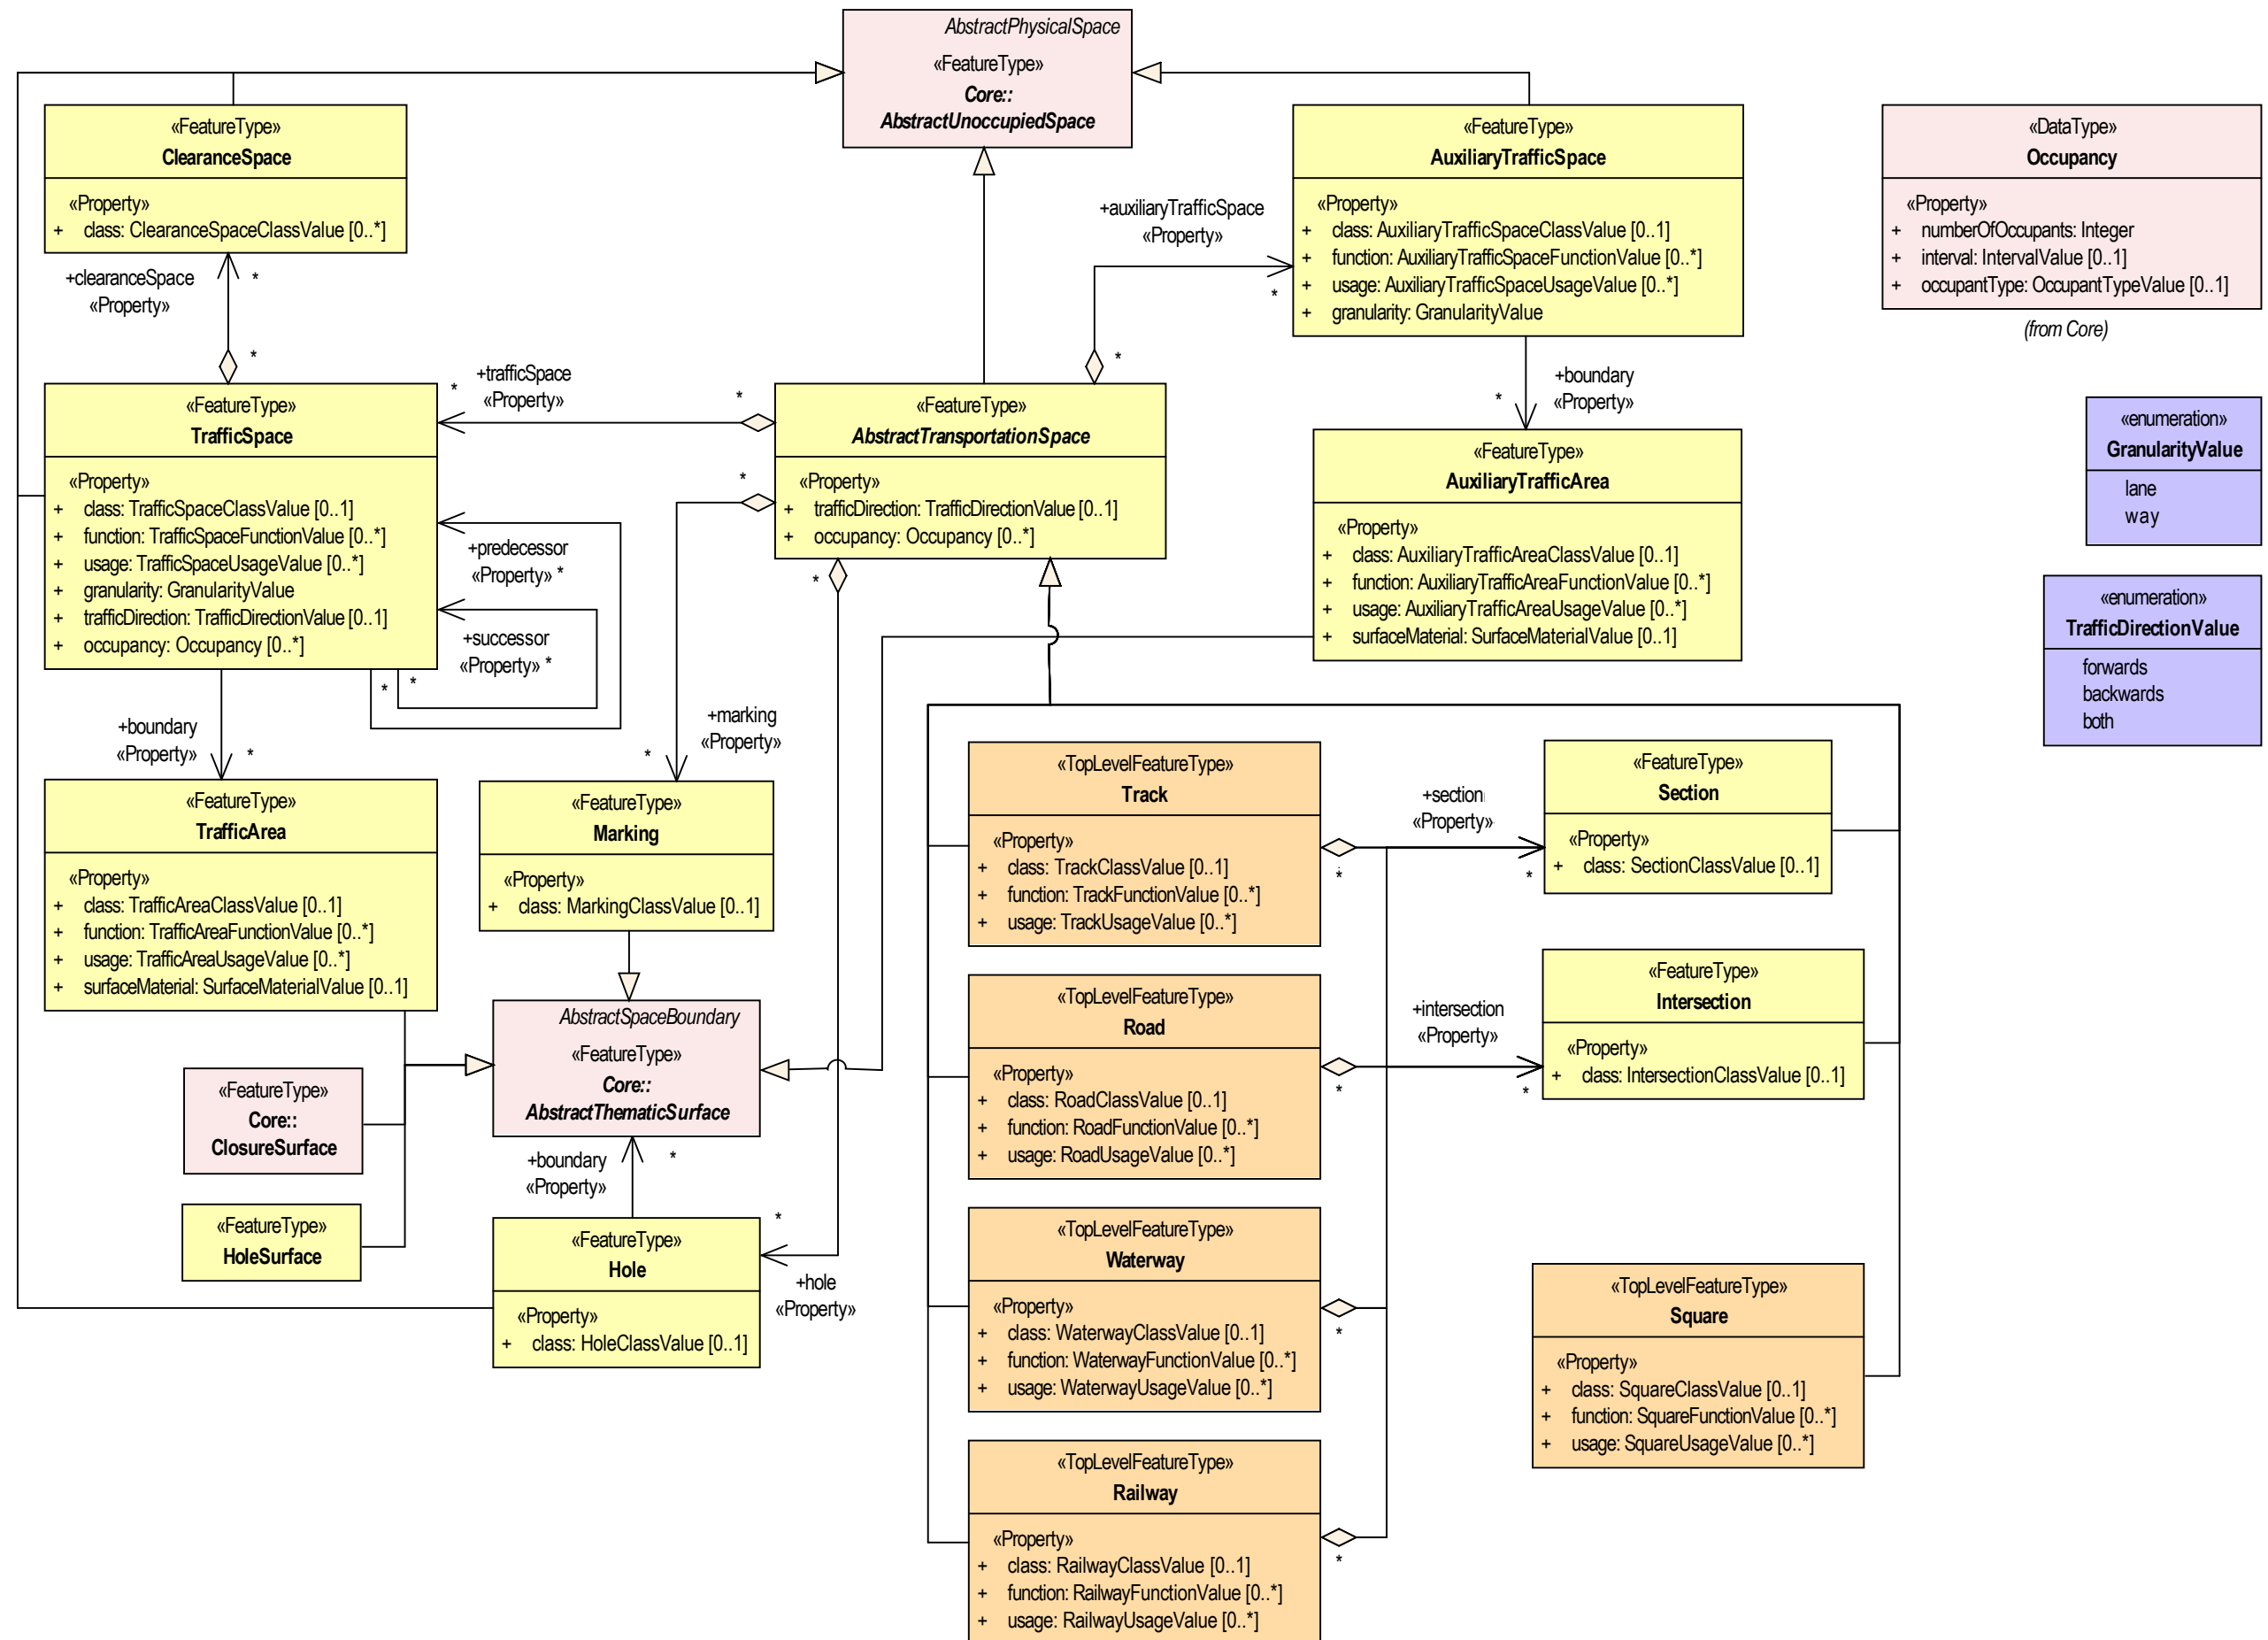 AbstractPhysicalSpace
«FeatureType»
Core::
AbstractUnoccupiedSpace
«FeatureType»
ClearanceSpace
«Property»
+ class: ClearanceSpaceClassValue [0..*]
«FeatureType»
AuxiliaryTrafficSpace
«Property»
+ class: AuxiliaryTrafficSpaceClassValue [0..1]
+ function: AuxiliaryTrafficSpaceFunctionValue [0..*]
+ usage: AuxiliaryTrafficSpaceUsageValue [0..*]
+ granularity: GranularityValue
«DataType»
Occupancy
«Property»
+ numberOfOccupants: Integer
+ interval: IntervalValue [0..1]
+ occupantType: OccupantTypeValue [0..1]
(from Core)
+clearanceSpace
«Property»
*
*
+auxiliaryTrafficSpace
«Property»
*
*
+trafficSpace
«Property»
*
*
«FeatureType»
TrafficSpace
«Property»
+ class: TrafficSpaceClassValue [0..1]
+ function: TrafficSpaceFunctionValue [0..*]
+ usage: TrafficSpaceUsageValue [0..*]
+ granularity: GranularityValue
+ trafficDirection: TrafficDirectionValue [0..1]
+ occupancy: Occupancy [0..*]
«FeatureType»
AbstractTransportationSpace
«Property»
+ trafficDirection: TrafficDirectionValue [0..1]
+ occupancy: Occupancy [0..*]
+boundary
«Property»
*
«FeatureType»
AuxiliaryTrafficArea
«Property»
+ class: AuxiliaryTrafficAreaClassValue [0..1]
+ function: AuxiliaryTrafficAreaFunctionValue [0..*]
+ usage: AuxiliaryTrafficAreaUsageValue [0..*]
+ surfaceMaterial: SurfaceMaterialValue [0..1]
«enumeration»
GranularityValue
lane
way
«enumeration»
TrafficDirectionValue
forwards
backwards
both
+predecessor
«Property» *
+successor
«Property» *
*
*
+boundary
«Property»
*
*
+marking
«Property»
*
*
«FeatureType»
TrafficArea
«Property»
+ class: TrafficAreaClassValue [0..1]
+ function: TrafficAreaFunctionValue [0..*]
+ usage: TrafficAreaUsageValue [0..*]
+ surfaceMaterial: SurfaceMaterialValue [0..1]
«FeatureType»
Marking
«Property»
+ class: MarkingClassValue [0..1]
«TopLevelFeatureType»
Track
«Property»
+ class: TrackClassValue [0..1]
+ function: TrackFunctionValue [0..*]
+ usage: TrackUsageValue [0..*]
+section
«Property»
*
*
«FeatureType»
Section
«Property»
+ class: SectionClassValue [0..1]
AbstractSpaceBoundary
«FeatureType»
Core::
AbstractThematicSurface
«FeatureType»
Core::
ClosureSurface
«FeatureType»
HoleSurface
+boundary
«Property»
*
«TopLevelFeatureType»
Road
«Property»
+ class: RoadClassValue [0..1]
+ function: RoadFunctionValue [0..*]
+ usage: RoadUsageValue [0..*]
+intersection
«Property»
*
*
«FeatureType»
Intersection
«Property»
+ class: IntersectionClassValue [0..1]
«FeatureType»
Hole
«Property»
+ class: HoleClassValue [0..1]
*
+hole
«Property»
«TopLevelFeatureType»
Waterway
«Property»
+ class: WaterwayClassValue [0..1]
+ function: WaterwayFunctionValue [0..*]
+ usage: WaterwayUsageValue [0..*]
*
«TopLevelFeatureType»
Square
«Property»
+ class: SquareClassValue [0..1]
+ function: SquareFunctionValue [0..*]
+ usage: SquareUsageValue [0..*]
«TopLevelFeatureType»
Railway
«Property»
+ class: RailwayClassValue [0..1]
+ function: RailwayFunctionValue [0..*]
+ usage: RailwayUsageValue [0..*]
*